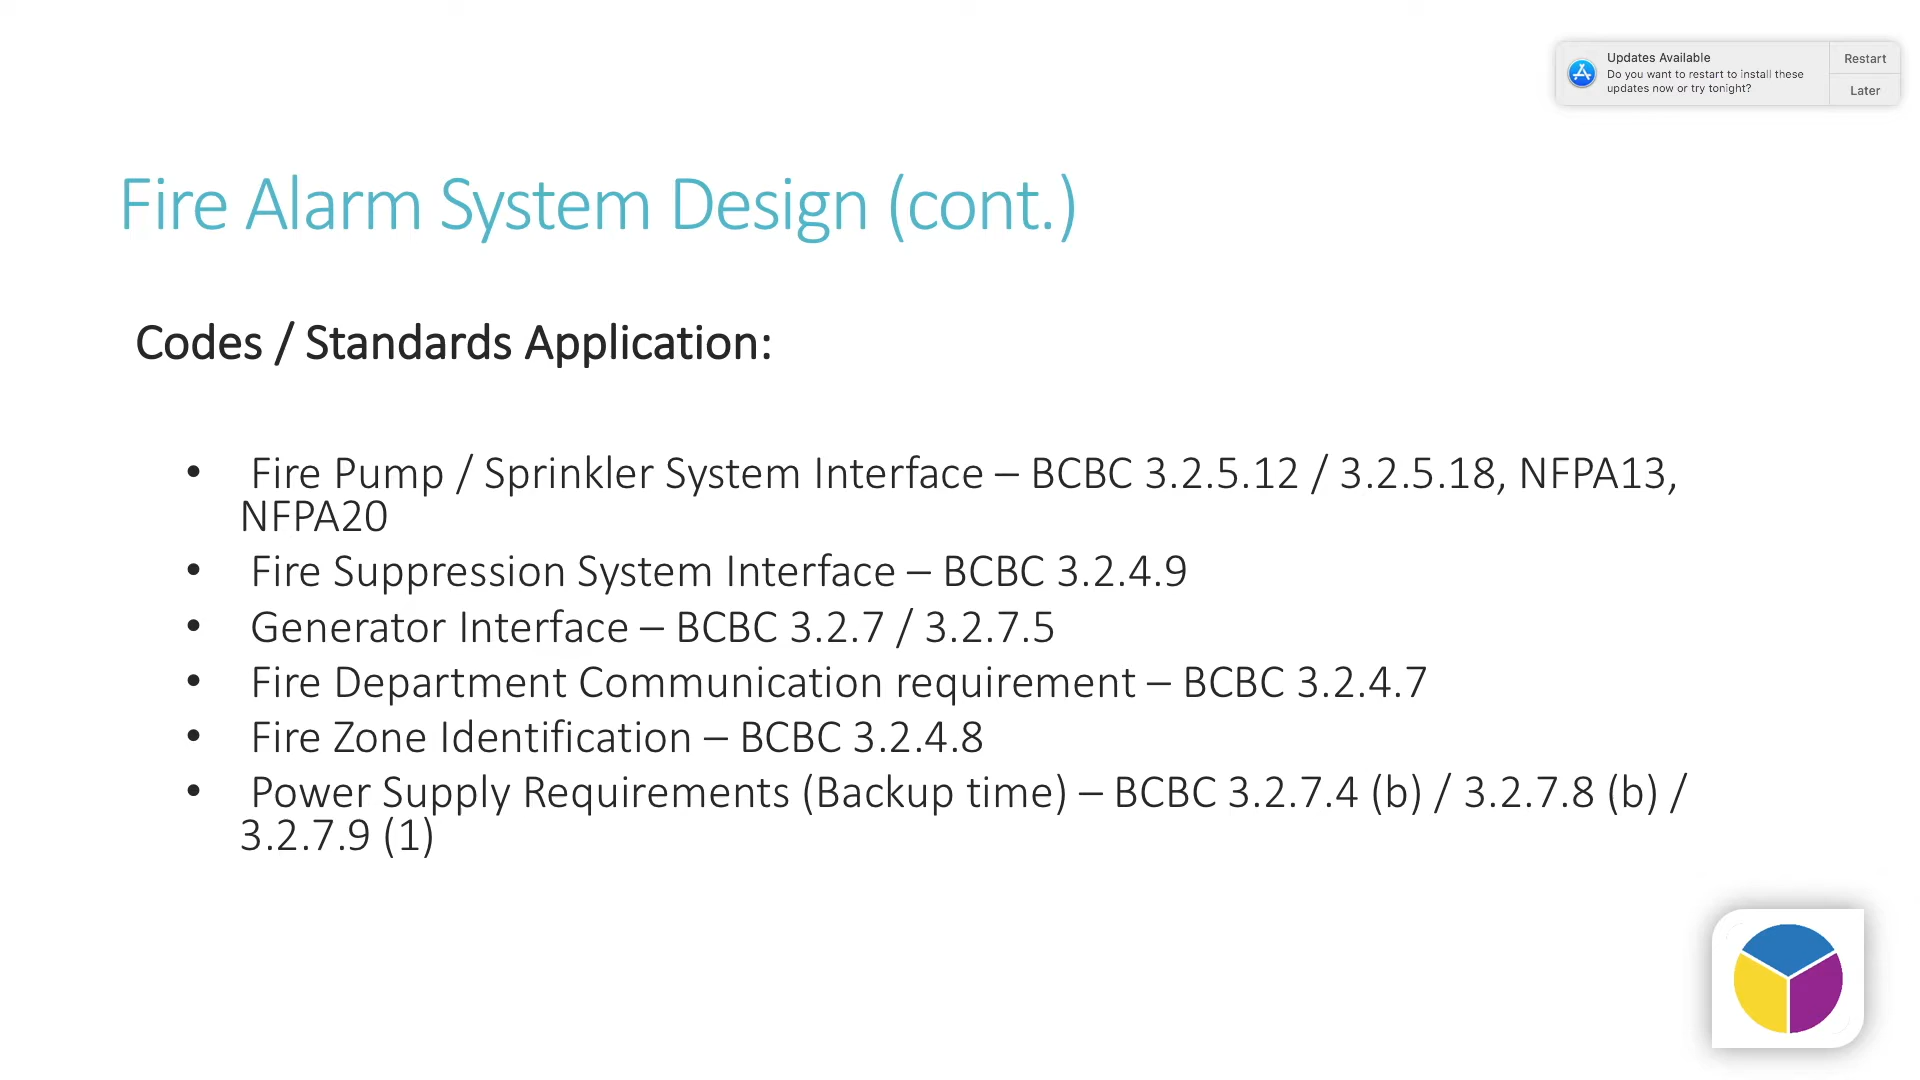 Updates Available
Restart
Do you want to restart to install these
updates now or try tonight?
Later
Fire Alarm System Design (cont.)
Codes / Standards Application:
• Fire Pump / Sprinkler System Interface – BCBC 3.2.5.12 / 3.2.5.18, NFPA13,
NFPA20
• Fire Suppression System Interface – BCBC 3.2.4.9
• Generator Interface – BCBC 3.2.7 / 3.2.7.5
• Fire Department Communication requirement – BCBC 3.2.4.7
• Fire Zone Identification – BCBC 3.2.4.8
• Power Supply Requirements (Backup time) – BCBC 3.2.7.4 (b) / 3.2.7.8 (b) /
3.2.7.9 (1)